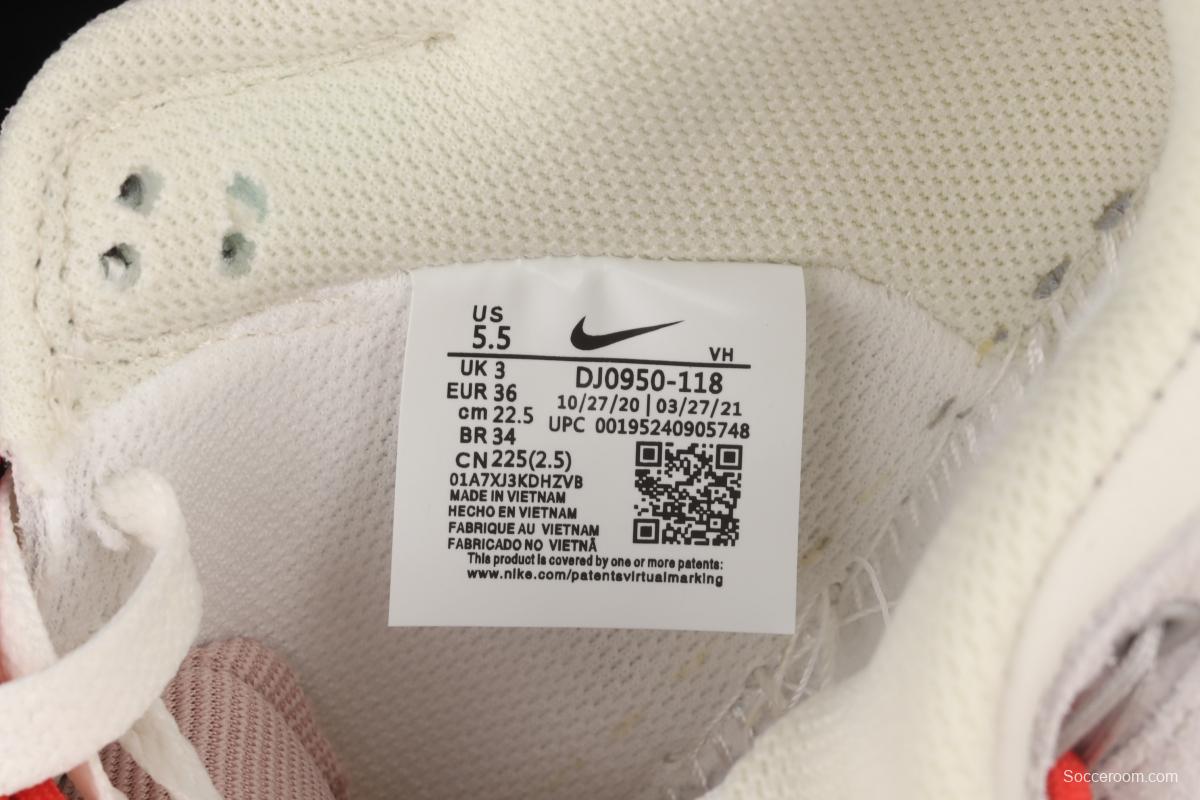 US
5.5
VH
UK 3
EUR 36
cm 22.5
BR 34
CN 225(2.5)
DJ0950-118
10/27/20 | 03/27/21
UPC 00195240905748
01A7XJ3KDHZVB
MADE IN VIETNAM
HECHO EN VIETNAM
FABRIQUE AU VIETNAM
FABRICADO NO VIETNÃ
This product is covered by one or more patents:
www.nike.com/patentsvirtualmarking
Socceroom.com